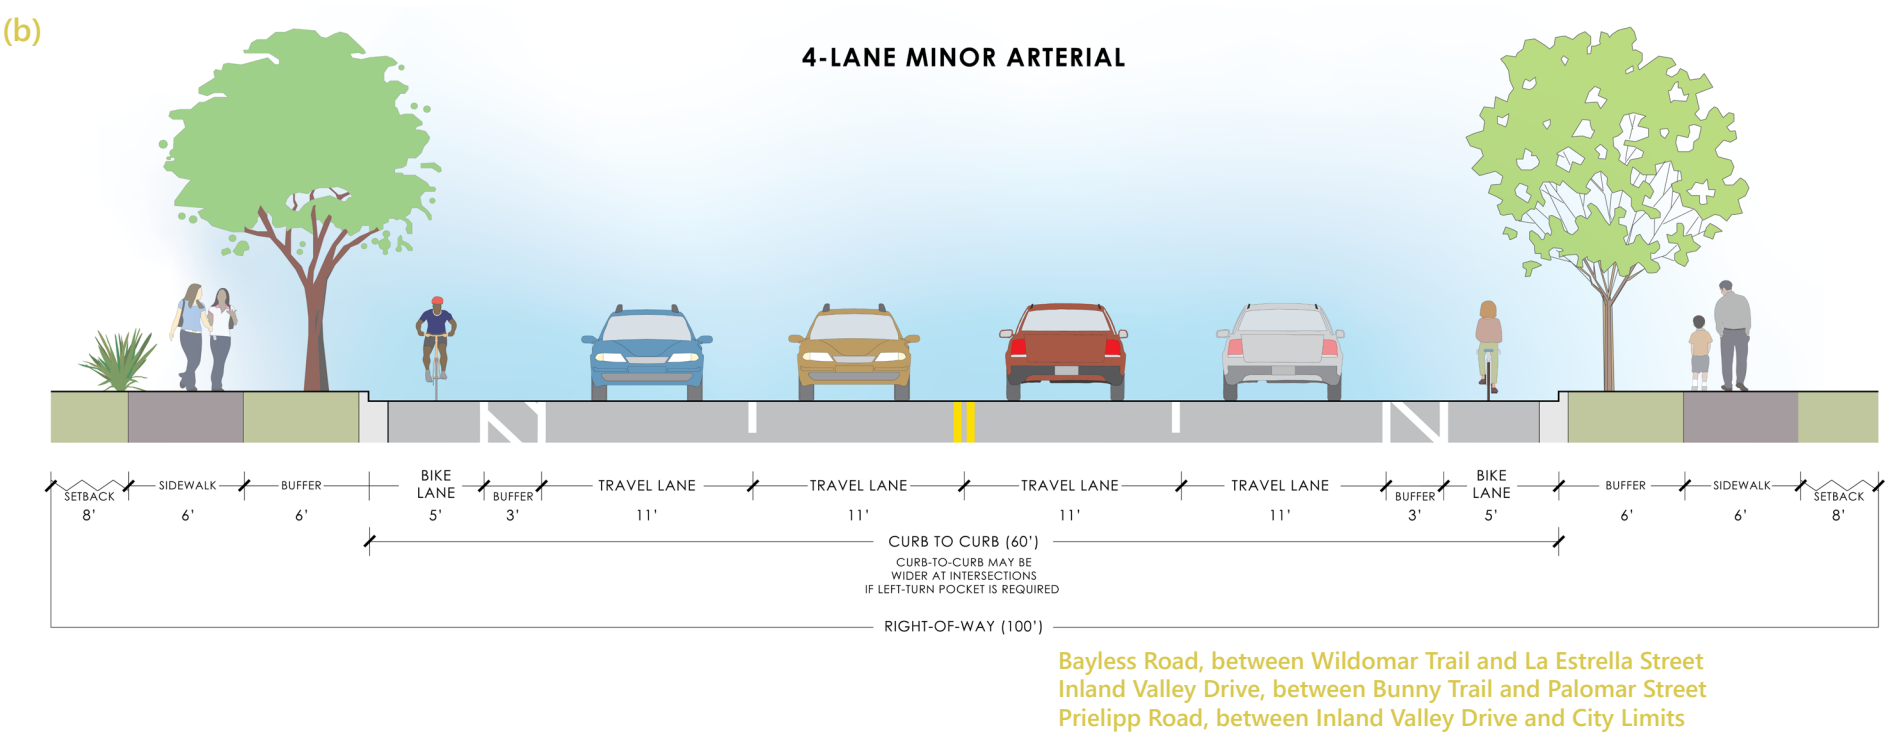 (b)
4-LANE MINOR ARTERIAL
SETBACK SIDEWALK BUFFER BIKE LANE BUFFER TRAVEL LANE TRAVEL LANE TRAVEL LANE TRAVEL LANE BUFFER BIKE LANE BUFFER SIDEWALK SETBACK
8' 6' 6' 5' 3' 11' 11' 11' 11' 3' 5' 6' 6' 8'
CURB TO CURB (60')
CURB-TO-CURB MAY BE
WIDER AT INTERSECTIONS
IF LEFT-TURN POCKET IS REQUIRED
RIGHT-OF-WAY (100')
Bayless Road, between Wildomar Trail and La Estrella Street
Inland Valley Drive, between Bunny Trail and Palomar Street
Prielipp Road, between Inland Valley Drive and City Limits